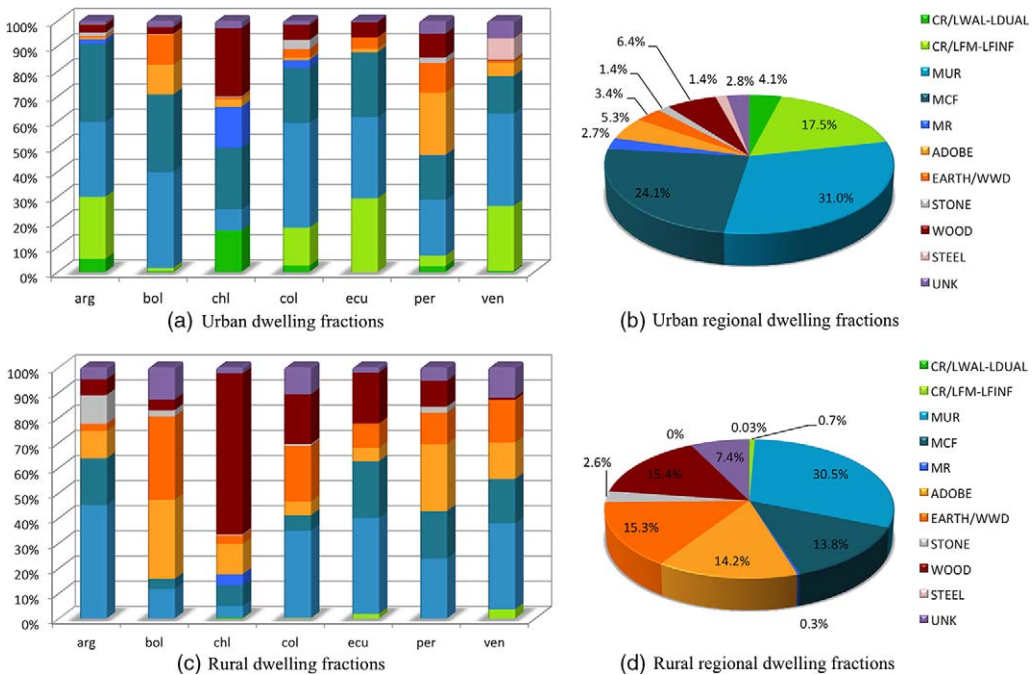 100%
90%
80%
70%
60%
50%
40%
30%
20%
10%
0%
arg bol chl col ecu per ven
(a) Urban dwelling fractions
6.4%
1.4%
3.4%
5.3%
2.7%
1.4%
2.8%
4.1%
17.5%
24.1%
31.0%
CR/LWAL-LDUAL
CR/LFM-LFINF
MUR
MCF
MR
ADOBE
EARTH/WWD
STONE
WOOD
STEEL
UNK
(b) Urban regional dwelling fractions
100%
90%
80%
70%
60%
50%
40%
30%
20%
10%
0%
arg bol chl col ecu per ven
(c) Rural dwelling fractions
0.03%
0.7%
0%
7.4%
2.6%
15.4%
30.5%
15.3%
14.2%
13.8%
0.3%
CR/LWAL-LDUAL
CR/LFM-LFINF
MUR
MCF
MR
ADOBE
EARTH/WWD
STONE
WOOD
STEEL
UNK
(d) Rural regional dwelling fractions